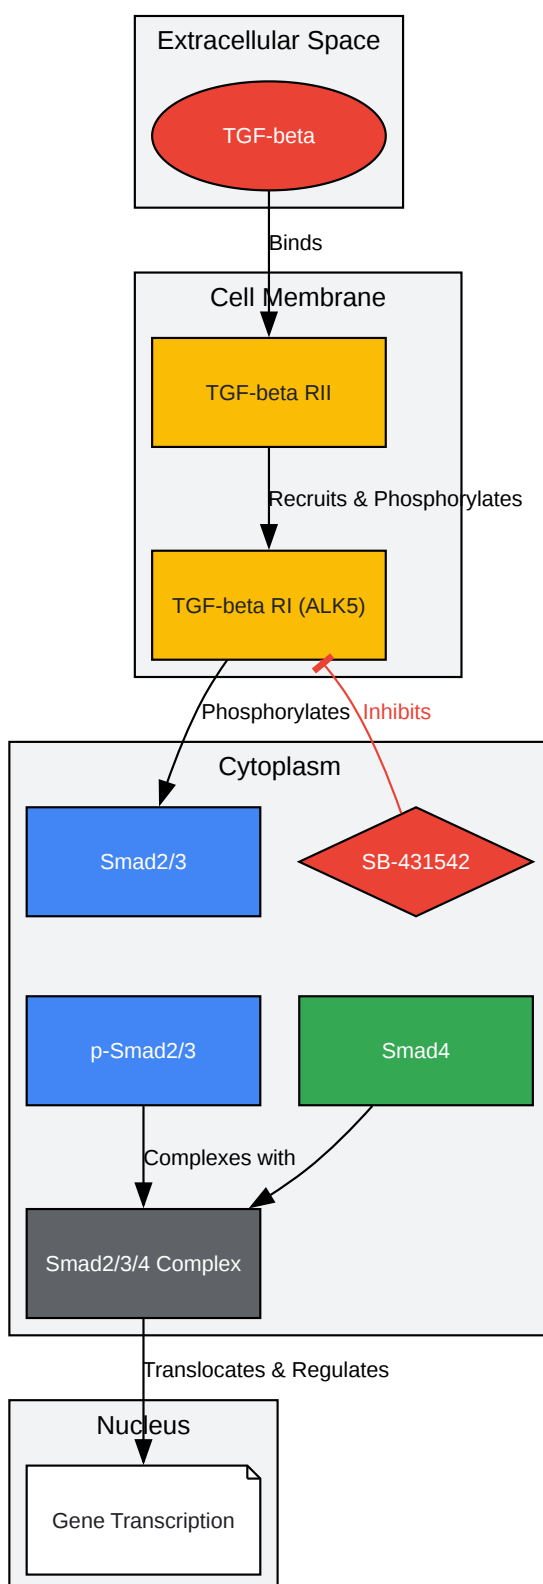 Extracellular Space
TGF-beta
Binds
Cell Membrane
TGF-beta RII
Recruits & Phosphorylates
TGF-beta RI (ALK5)
Phosphorylates
Inhibits
Cytoplasm
Smad2/3
SB-431542
p-Smad2/3
Smad4
Complexes with
Smad2/3/4 Complex
Translocates & Regulates
Nucleus
Gene Transcription